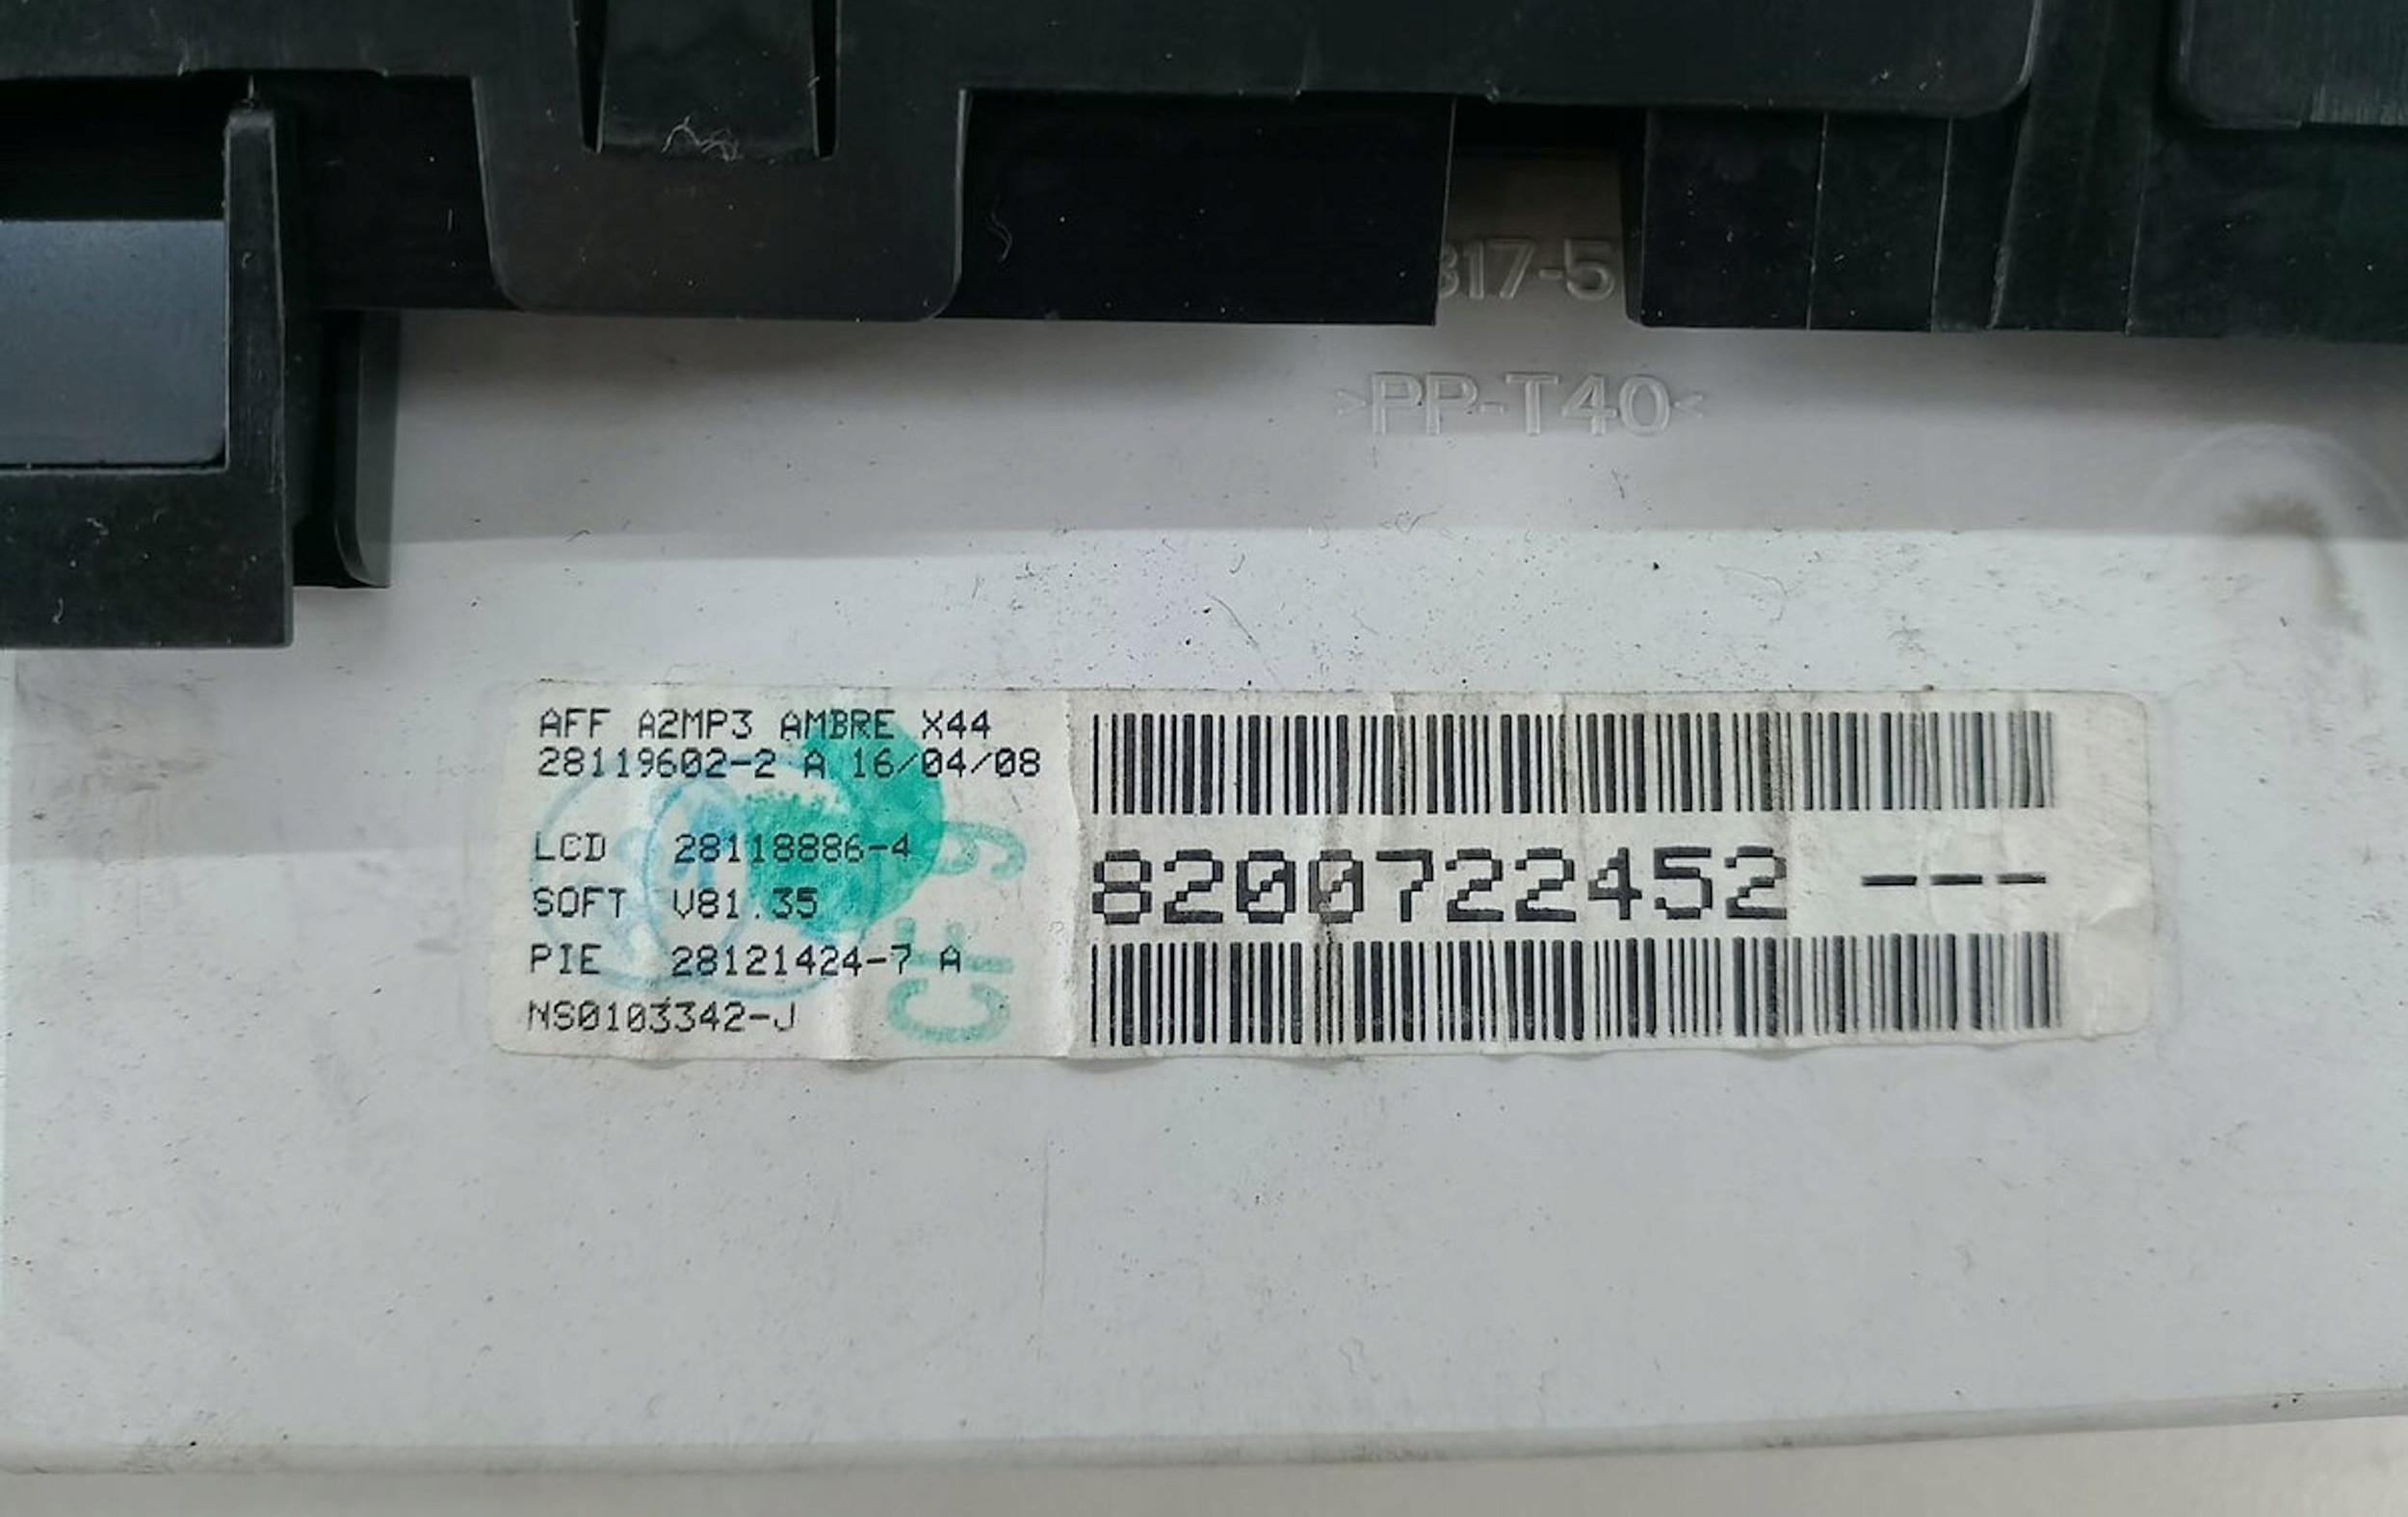 317-5
>PP-T40<
AFF A2MP3 AMBRE X44
28119602-2 A 16/04/08
LCD 28118886-4
SOFT V81.35
PIE 28121424-7 A
NS0103342-J
8200722452 ---